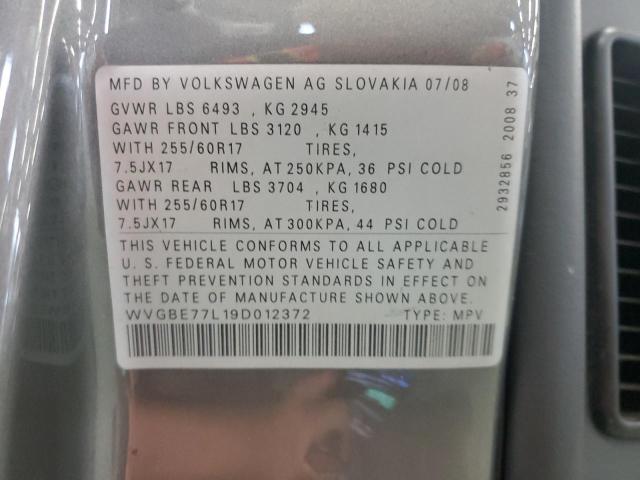 MFD BY VOLKSWAGEN AG SLOVAKIA 07/08
GVWR LBS 6493 , KG 2945
GAWR FRONT LBS 3120 , KG 1415
WITH 255/60R17 TIRES,
7.5JX17 RIMS, AT 250KPA, 36 PSI COLD
GAWR REAR LBS 3704 , KG 1680
WITH 255/60R17 TIRES,
7.5JX17 RIMS, AT 300KPA, 44 PSI COLD
THIS VEHICLE CONFORMS TO ALL APPLICABLE
U. S. FEDERAL MOTOR VEHICLE SAFETY AND
THEFT PREVENTION STANDARDS IN EFFECT ON
THE DATE OF MANUFACTURE SHOWN ABOVE.
WVGBE77L19D012372 TYPE: MPV
2932856 2008 37